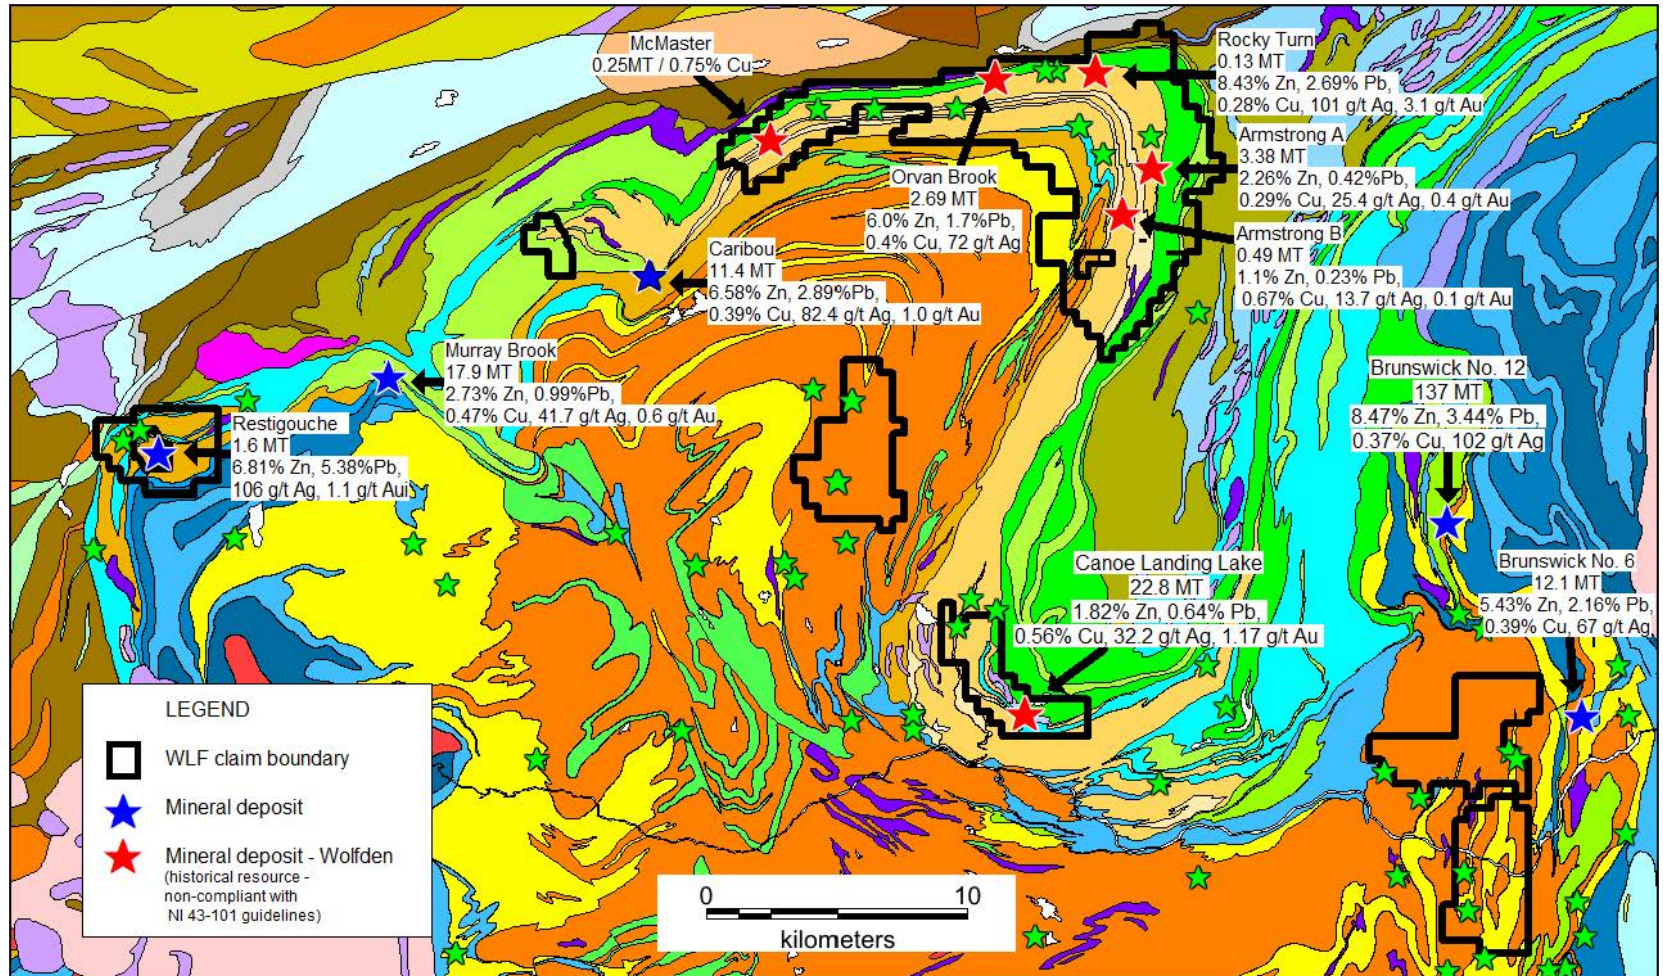 McMaster
0.25MT / 0.75% Cu
Rocky Turn
0.13 MT
8.43% Zn, 2.69% Pb,
0.28% Cu, 101 g/t Ag, 3.1 g/t Au
Armstrong A
3.38 MT
2.26% Zn, 0.42%Pb,
0.29% Cu, 25.4 g/t Ag, 0.4 g/t Au
Orvan Brook
2.69 MT
6.0% Zn, 1.7%Pb,
0.4% Cu, 72 g/t Ag
Armstrong B
0.49 MT
1.1% Zn, 0.23% Pb,
0.67% Cu, 13.7 g/t Ag, 0.1 g/t Au
Caribou
11.4 MT
6.58% Zn, 2.89%Pb,
0.39% Cu, 82.4 g/t Ag, 1.0 g/t Au
Murray Brook
17.9 MT
2.73% Zn, 0.99%Pb,
0.47% Cu, 41.7 g/t Ag, 0.6 g/t Au
Brunswick No. 12
137 MT
8.47% Zn, 3.44% Pb,
0.37% Cu, 102 g/t Ag
Restigouche
1.6 MT
6.81% Zn, 5.38%Pb,
106 g/t Ag, 1.1 g/t Aui
Canoe Landing Lake
22.8 MT
1.82% Zn, 0.64% Pb,
0.56% Cu, 32.2 g/t Ag, 1.17 g/t Au
Brunswick No. 6
12.1 MT
5.43% Zn, 2.16% Pb,
0.39% Cu, 67 g/t Ag
LEGEND
WLF claim boundary
Mineral deposit
Mineral deposit - Wolfden
(historical resource -
non-compliant with
NI 43-101 guidelines)
0 10
kilometers